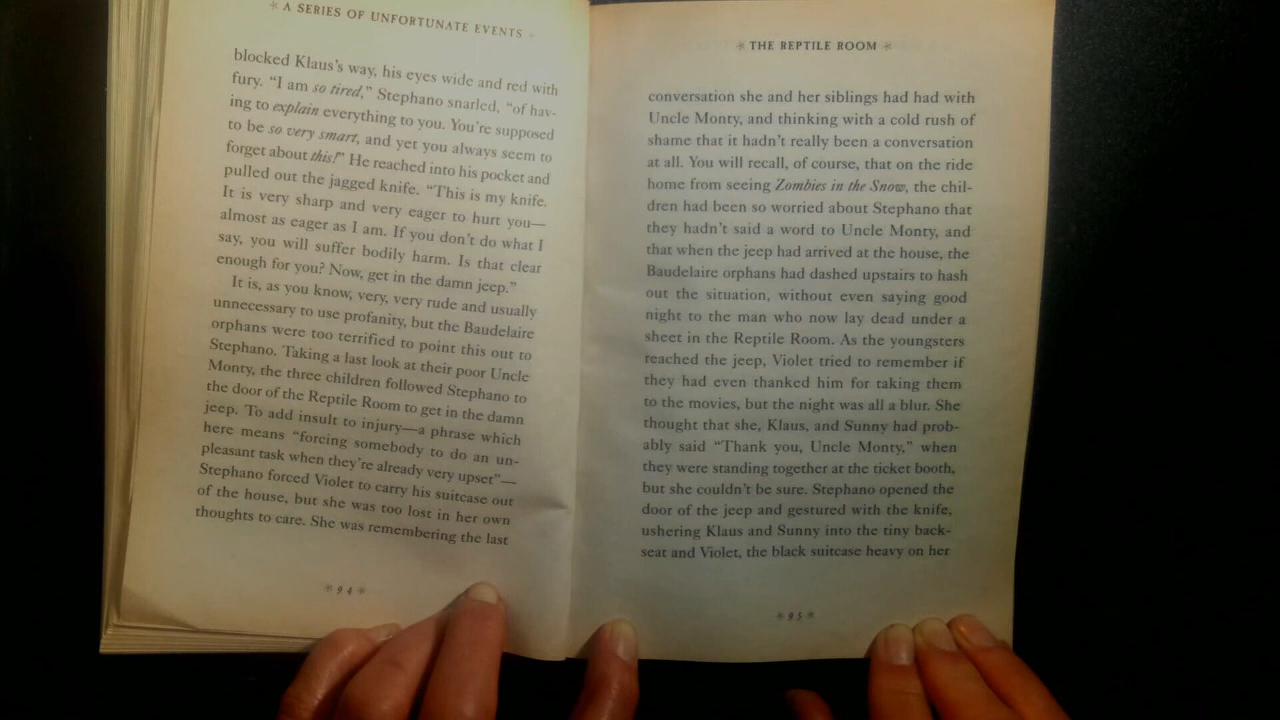 ✳ A SERIES OF UNFORTUNATE EVENTS ✳
blocked Klaus's way, his eyes wide and red with
fury. “I am so tired,” Stephano snarled, “of hav-
ing to explain everything to you. You're supposed
to be so very smart, and yet you always seem to
forget about this!” He reached into his pocket and
pulled out the jagged knife. “This is my knife.
It is very sharp and very eager to hurt you—
almost as eager as I am. If you don't do what I
say, you will suffer bodily harm. Is that clear
enough for you? Now, get in the damn jeep.”
It is, as you know, very, very rude and usually
unnecessary to use profanity, but the Baudelaire
orphans were too terrified to point this out to
Stephano. Taking a last look at their poor Uncle
Monty, the three children followed Stephano to
the door of the Reptile Room to get in the damn
jeep. To add insult to injury—a phrase which
here means “forcing somebody to do an un-
pleasant task when they're already very upset”—
Stephano forced Violet to carry his suitcase out
of the house, but she was too lost in her own
thoughts to care. She was remembering the last
✳ 94 ✳
✳ THE REPTILE ROOM ✳
conversation she and her siblings had had with
Uncle Monty, and thinking with a cold rush of
shame that it hadn't really been a conversation
at all. You will recall, of course, that on the ride
home from seeing Zombies in the Snow, the chil-
dren had been so worried about Stephano that
they hadn't said a word to Uncle Monty, and
that when the jeep had arrived at the house, the
Baudelaire orphans had dashed upstairs to hash
out the situation, without even saying good
night to the man who now lay dead under a
sheet in the Reptile Room. As the youngsters
reached the jeep, Violet tried to remember if
they had even thanked him for taking them
to the movies, but the night was all a blur. She
thought that she, Klaus, and Sunny had prob-
ably said “Thank you, Uncle Monty,” when
they were standing together at the ticket booth,
but she couldn't be sure. Stephano opened the
door of the jeep and gestured with the knife,
ushering Klaus and Sunny into the tiny back-
seat and Violet, the black suitcase heavy on her
✳ 95 ✳